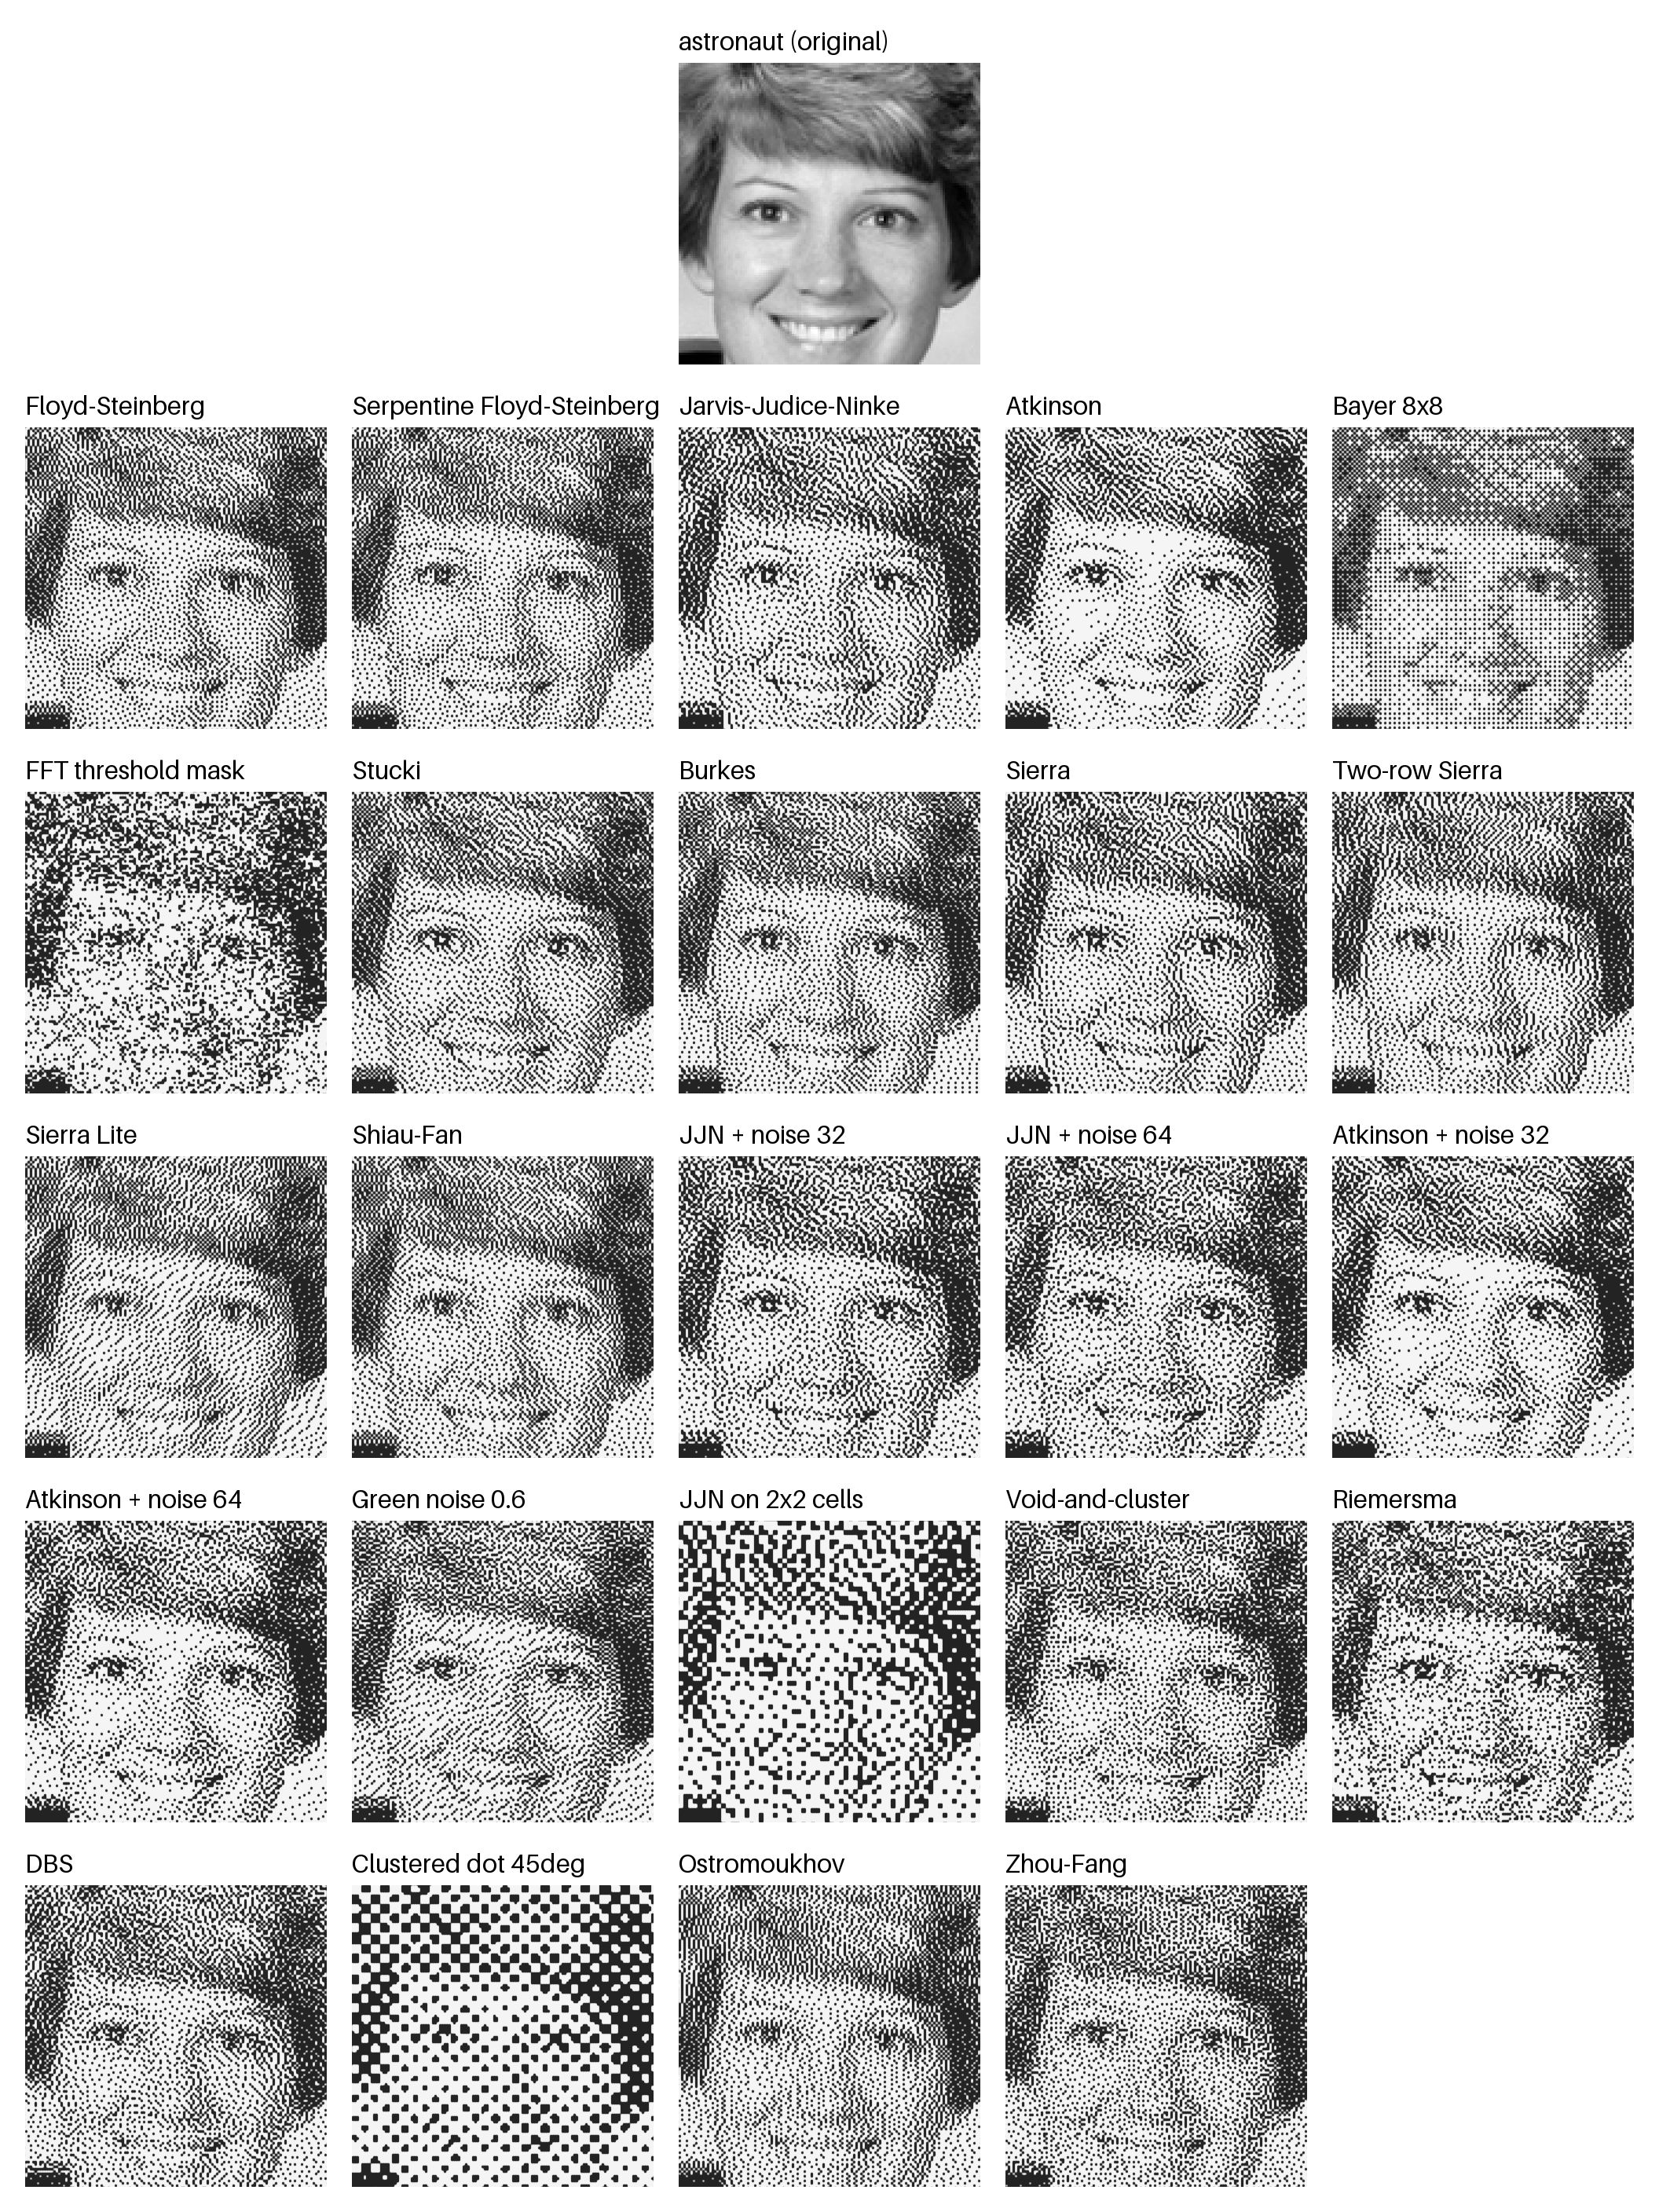 astronaut (original)
Floyd-Steinberg
Serpentine Floyd-Steinberg
Jarvis-Judice-Ninke
Atkinson
Bayer 8x8
FFT threshold mask
Stucki
Burkes
Sierra
Two-row Sierra
Sierra Lite
Shiau-Fan
JJN + noise 32
JJN + noise 64
Atkinson + noise 32
Atkinson + noise 64
Green noise 0.6
JJN on 2x2 cells
Void-and-cluster
Riemersma
DBS
Clustered dot 45deg
Ostromoukhov
Zhou-Fang